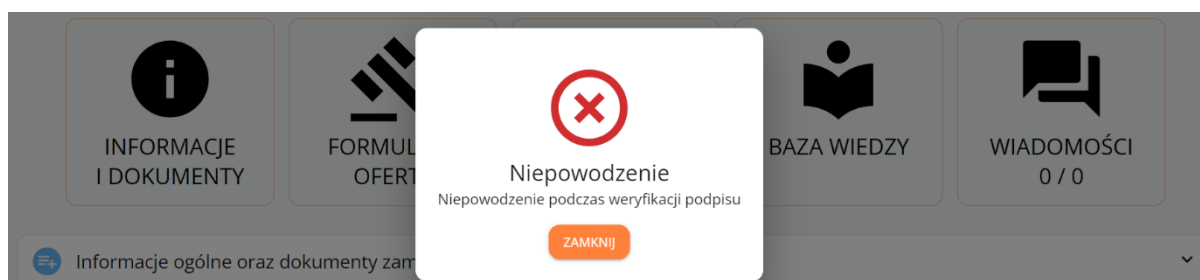 INFORMACJE
I DOKUMENTY
FORMUL
OFERT
BAZA WIEDZY
WIADOMOŚCI
0 / 0
Niepowodzenie
Niepowodzenie podczas weryfikacji podpisu
ZAMKNIJ
Informacje ogólne oraz dokumenty zam